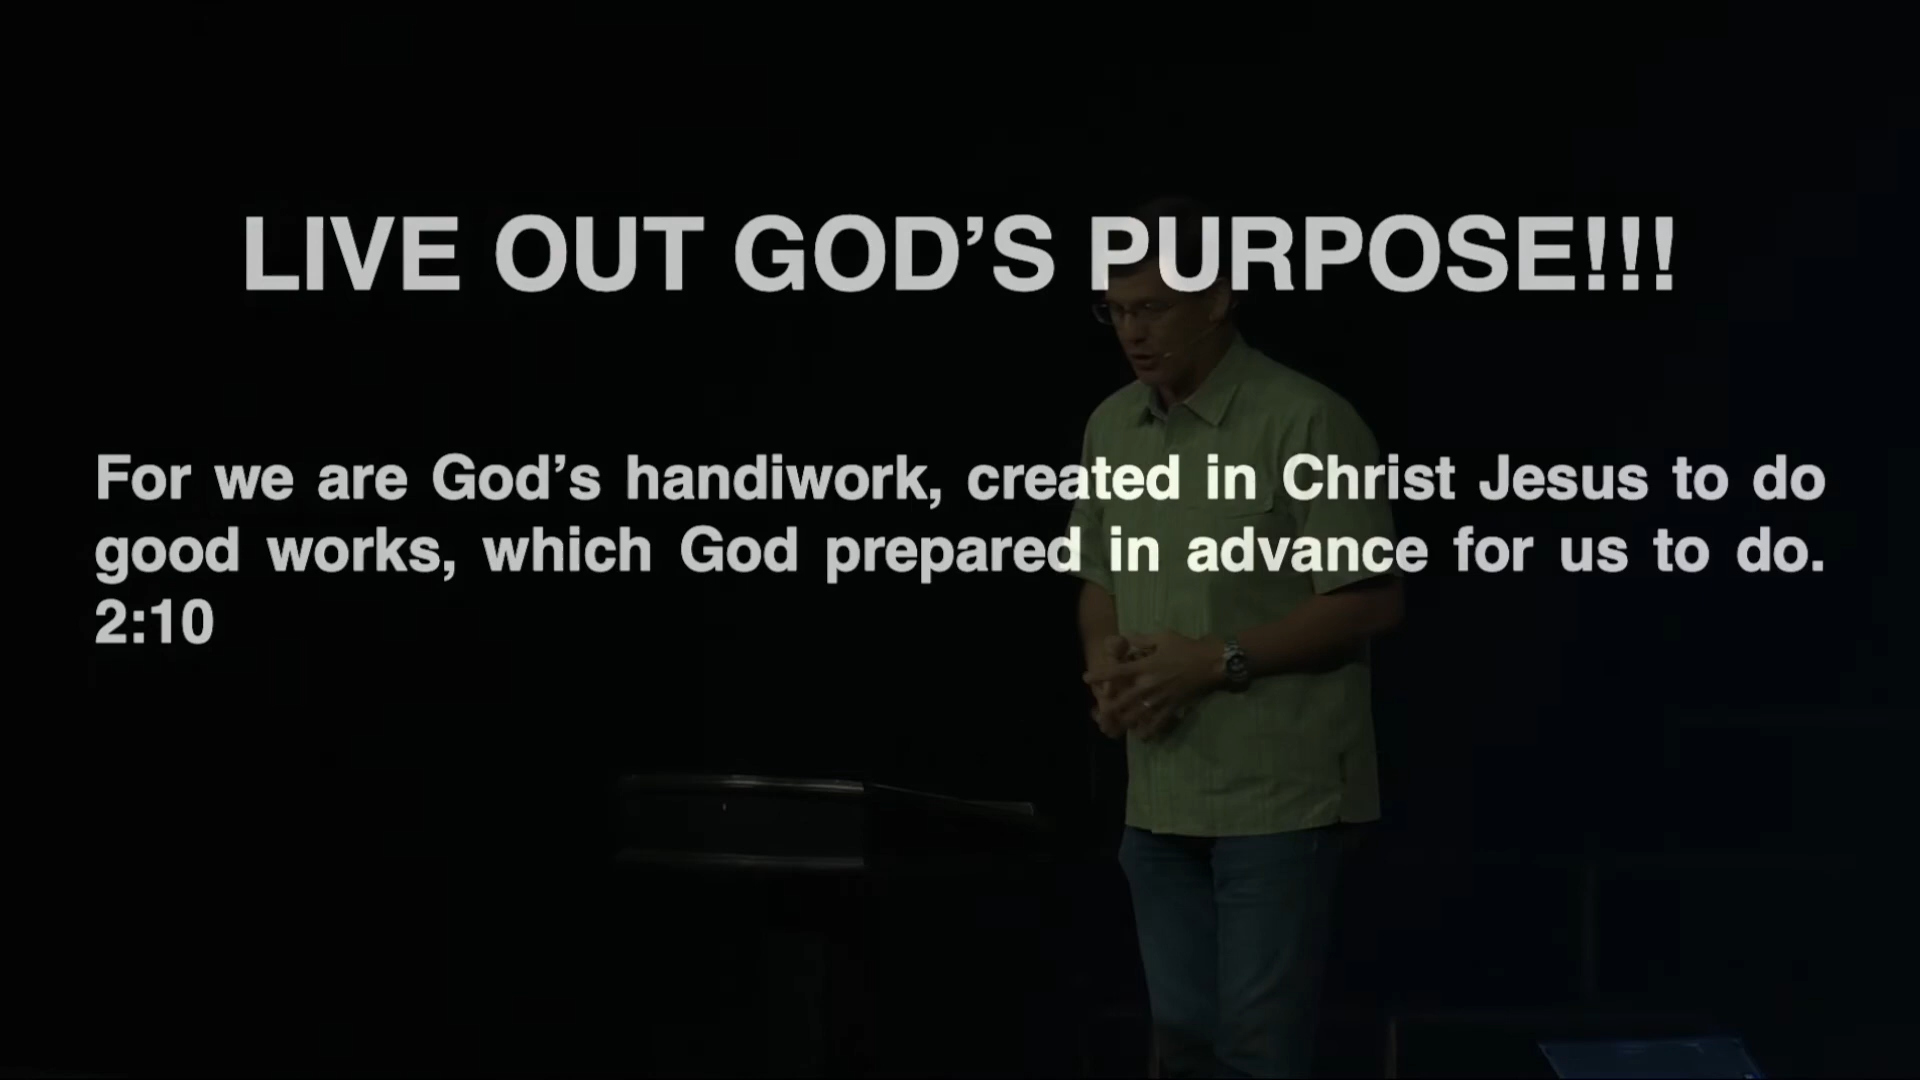 LIVE OUT GOD’S PURPOSE!!!
For we are God’s handiwork, created in Christ Jesus to do
good works, which God prepared in advance for us to do.
2:10